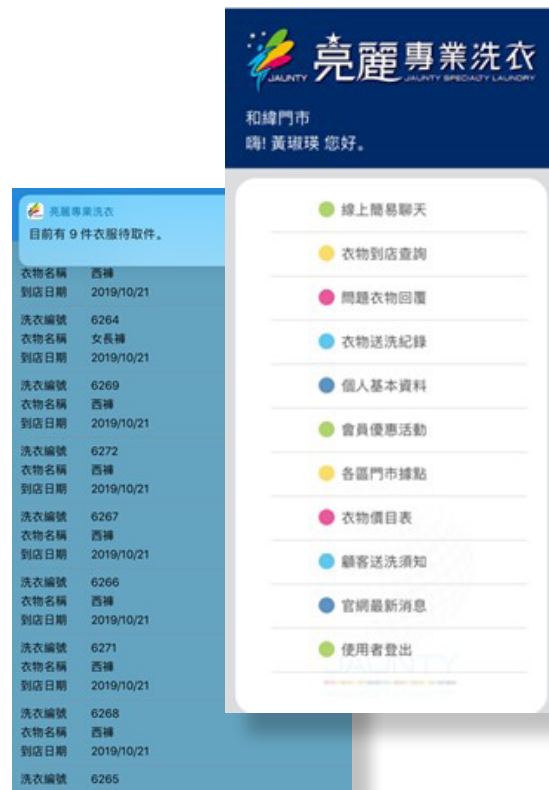 JAUNTY
亮麗專業洗衣
JAUNTY SPECIALTY LAUNDRY
和緯門市
嗨! 黃琡瑛 您好。
線上簡易聊天
衣物到店查詢
問題衣物回覆
衣物送洗紀錄
個人基本資料
會員優惠活動
各區門市據點
衣物價目表
顧客送洗須知
官網最新消息
使用者登出
JAUNTY
亮麗專業洗衣
目前有 9 件衣服待取件。
衣物名稱 西褲
到店日期 2019/10/21
洗衣編號 6264
衣物名稱 女長褲
到店日期 2019/10/21
洗衣編號 6269
衣物名稱 西褲
到店日期 2019/10/21
洗衣編號 6272
衣物名稱 西褲
到店日期 2019/10/21
洗衣編號 6267
衣物名稱 西褲
到店日期 2019/10/21
洗衣編號 6266
衣物名稱 西褲
到店日期 2019/10/21
洗衣編號 6271
衣物名稱 西褲
到店日期 2019/10/21
洗衣編號 6268
衣物名稱 西褲
到店日期 2019/10/21
洗衣編號 6265